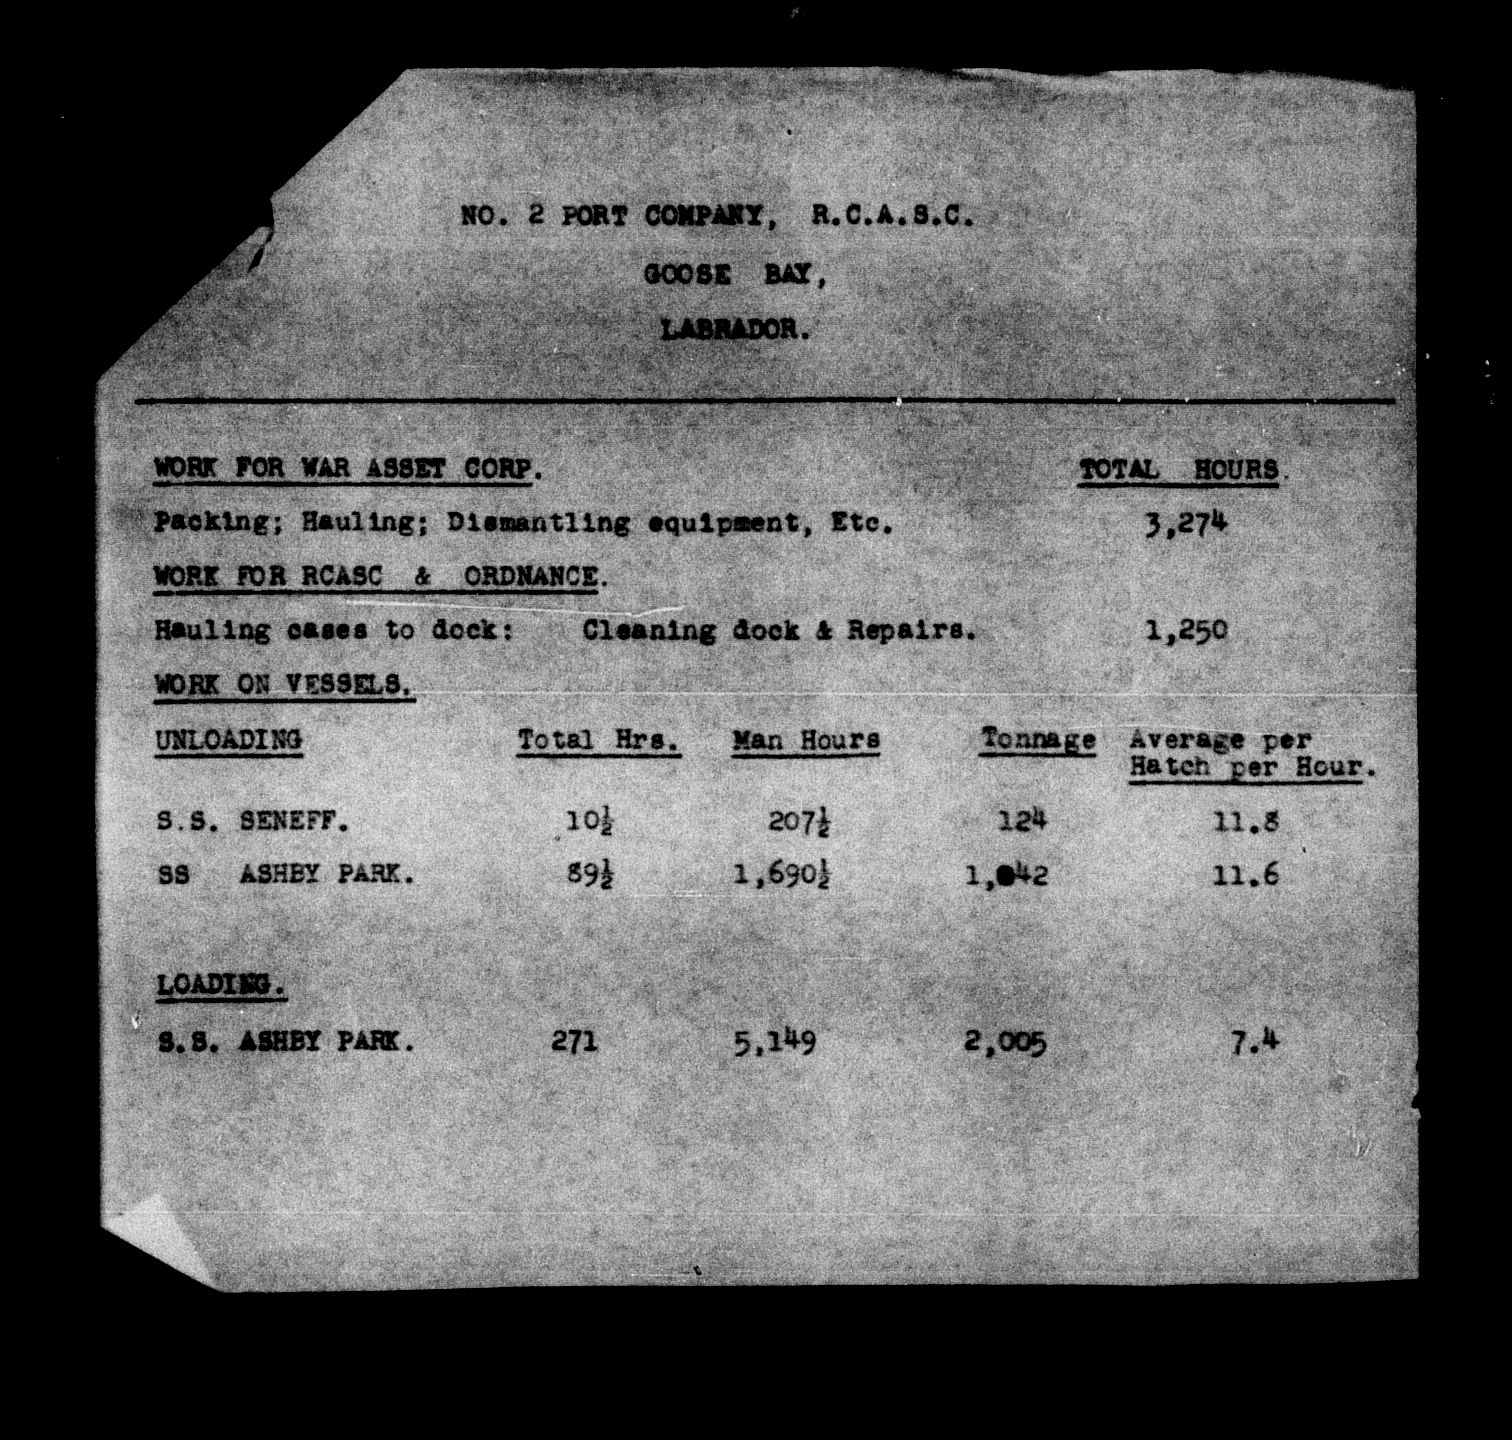 NO. 2 PORT COMPANY, R.C.A.S.C.
GOOSE BAY,
LABRADOR.
WORK FOR WAR ASSET CORP. TOTAL HOURS.
Packing; Hauling; Dismantling equipment, Etc. 3,274
WORK FOR RCASC & ORDNANCE.
Hauling cases to dock: Cleaning dock & Repairs. 1,250
WORK ON VESSELS.
UNLOADING Total Hrs. Man Hours Tonnage Average per
Hatch per Hour.
S.S. SENEFF. 10½ 207½ 124 11.8
SS ASHBY PARK. 89½ 1,690½ 11.6
LOADING.
S.S. ASHBY PARK. 271 5,149 2,005 7.4